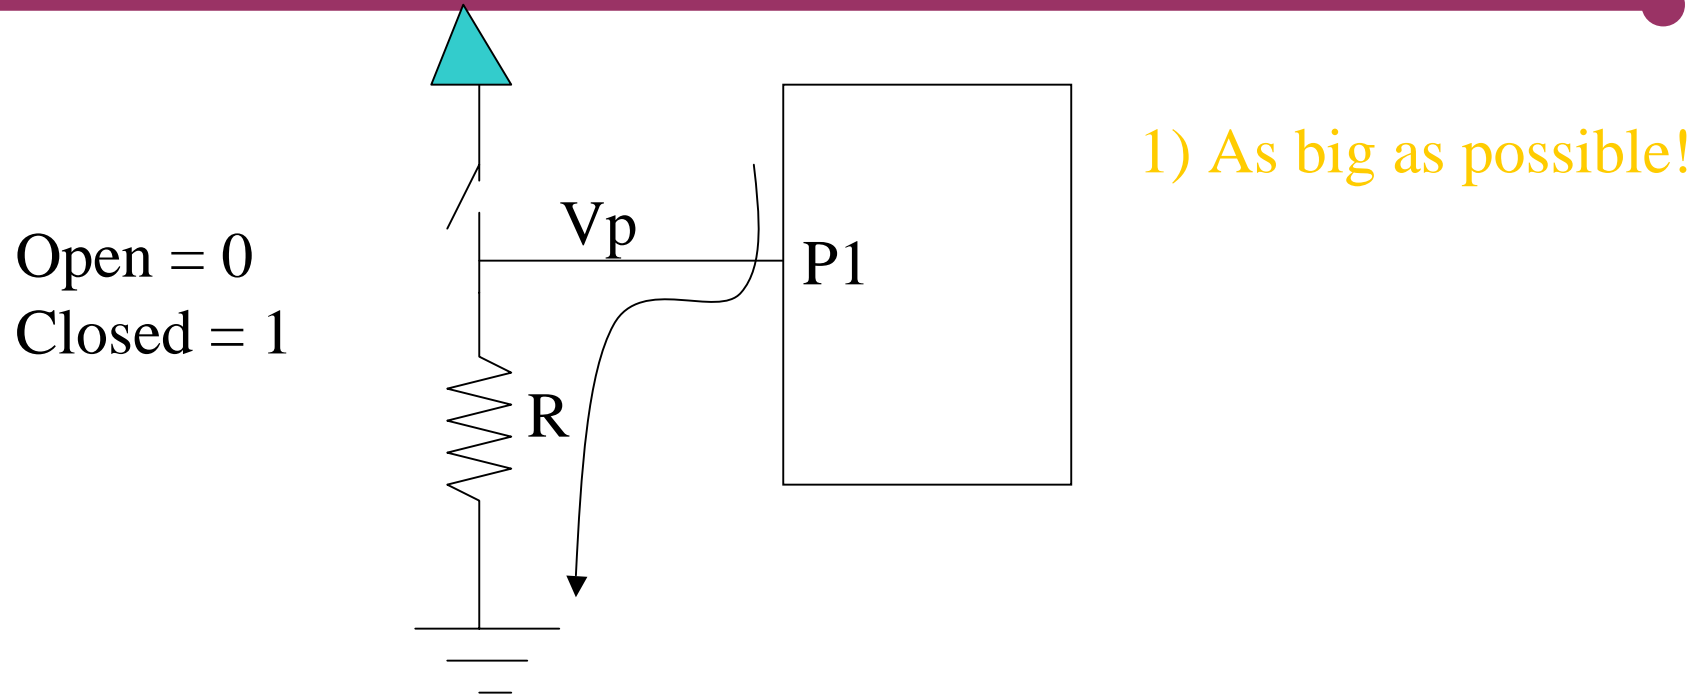 1) As big as possible!
Vp
Open = 0
P1
Closed = 1
R